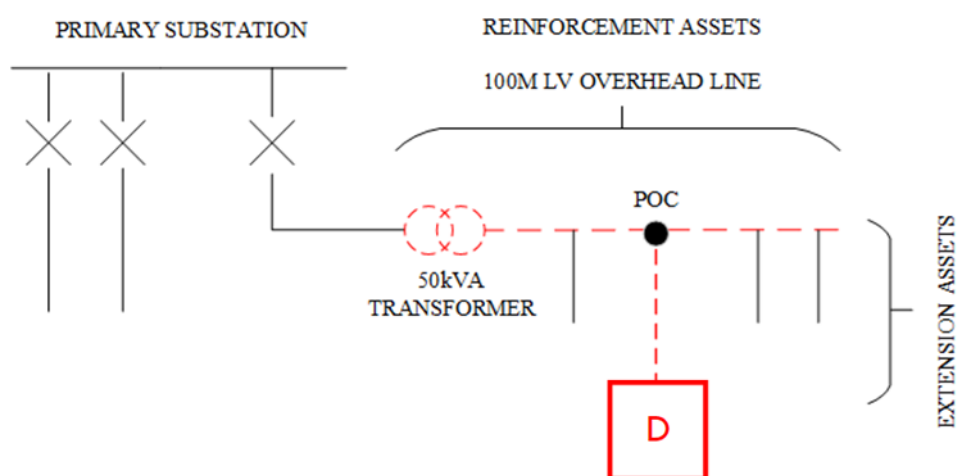 PRIMARY SUBSTATION
REINFORCEMENT ASSETS
100M LV OVERHEAD LINE
POC
50kVA
TRANSFORMER
EXTENSION ASSETS
D